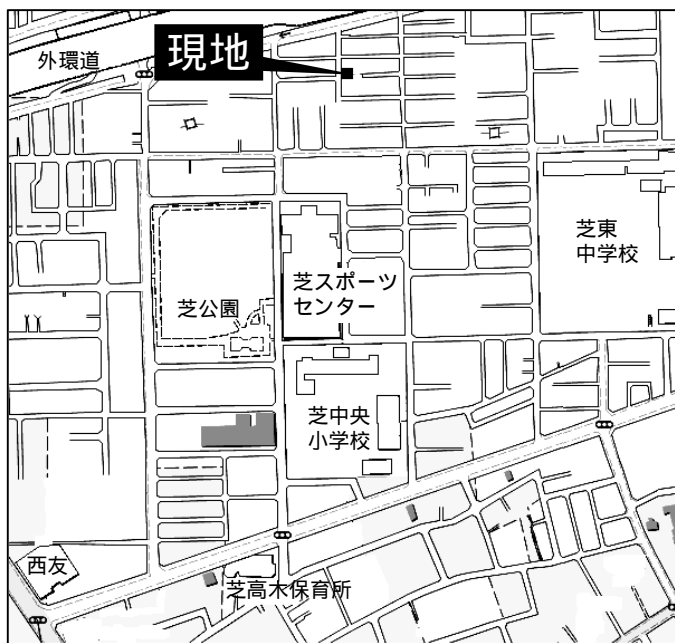 外環道
現地
芝東
中学校
芝スポーツ
センター
芝公園
芝中央
小学校
西友
芝高木保育所